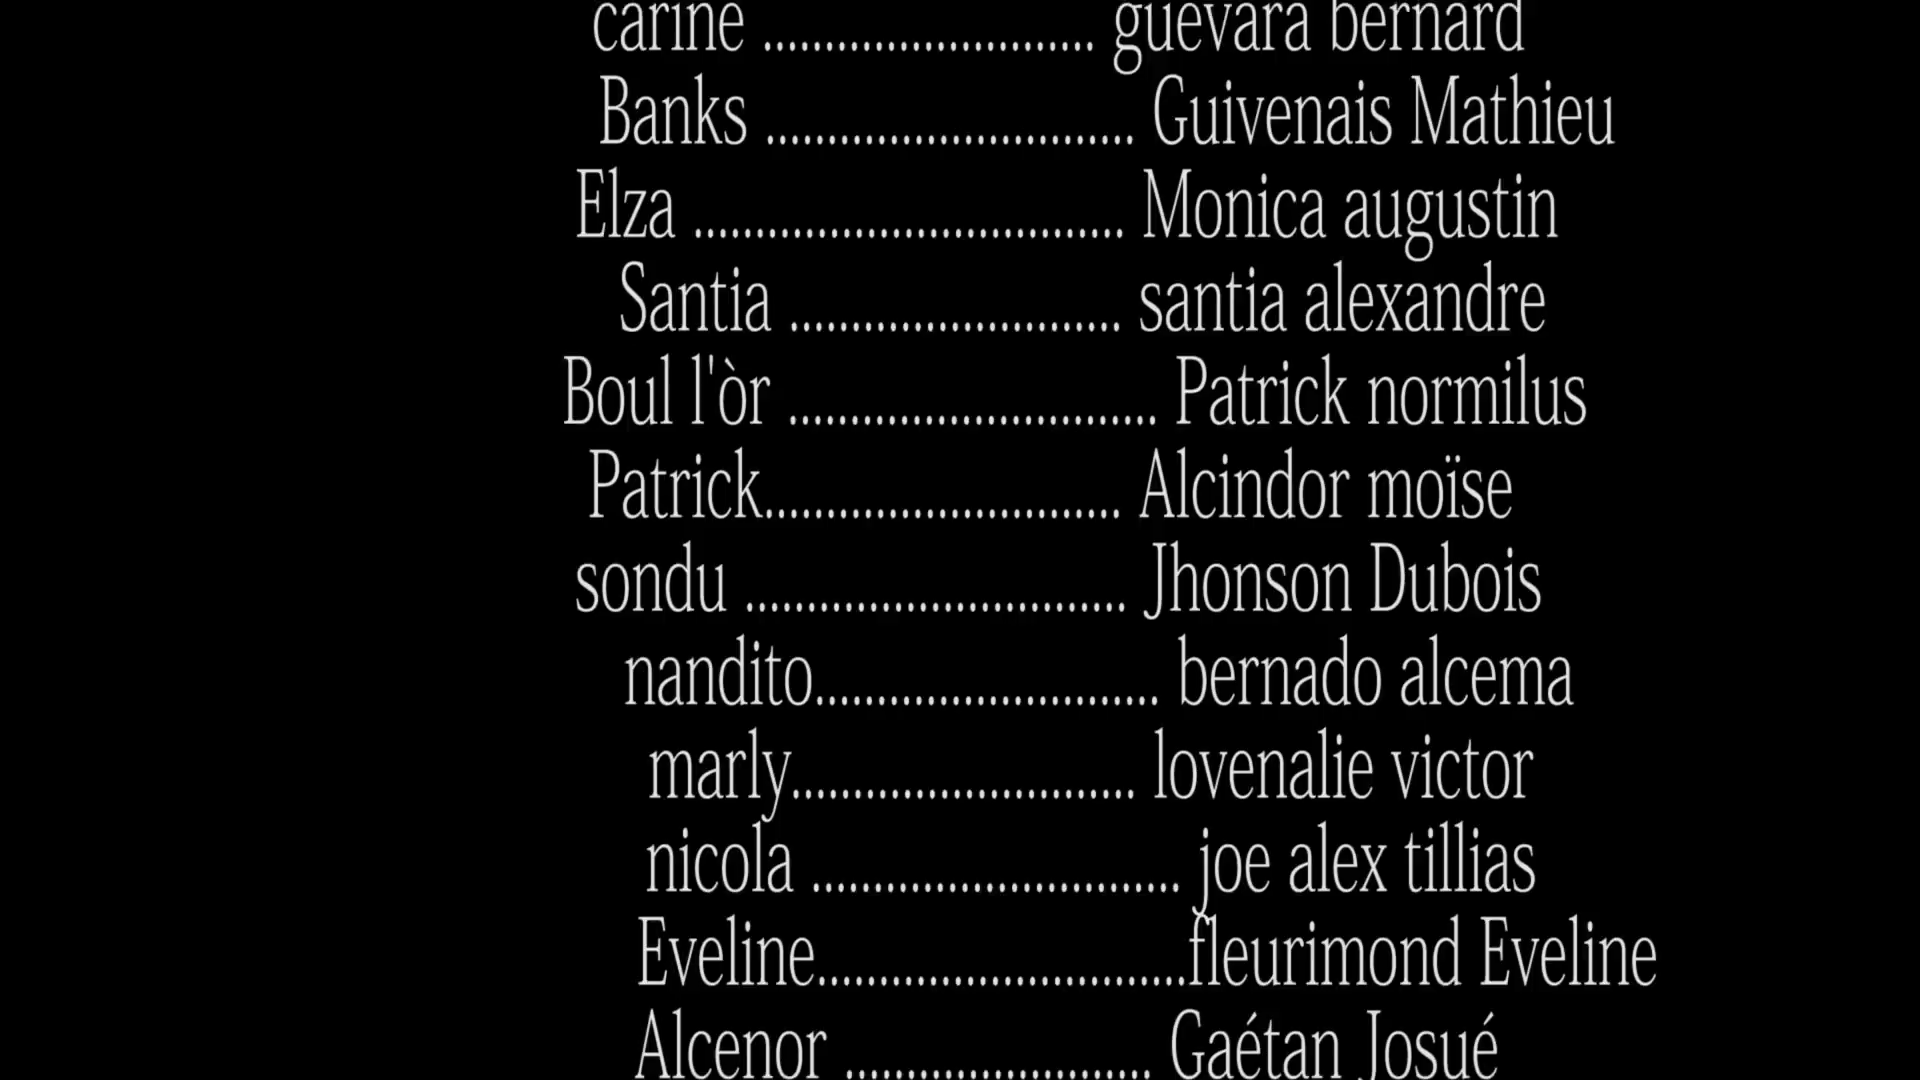 carine ........................... guevara bernard
Banks .............................. Guivenais Mathieu
Elza ................................... Monica augustin
Santia ........................... santia alexandre
Boul l'òr .............................. Patrick normilus
Patrick............................. Alcindor moïse
sondu ............................... Jhonson Dubois
nandito............................ bernado alcema
marly............................ lovenalie victor
nicola .............................. joe alex tillias
Eveline..............................fleurimond Eveline
Alcenor ......................... Gaétan Josué